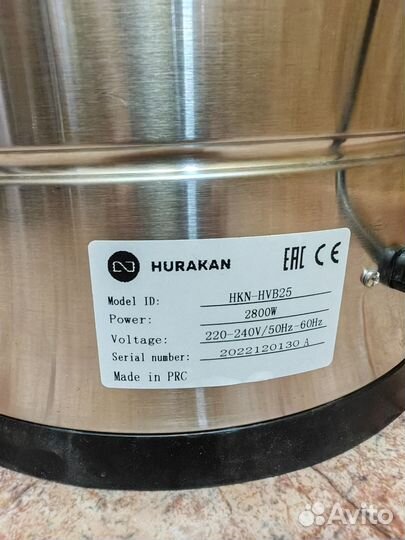 HURAKAN EAC CE
Model ID: HKN-HVB25
Power: 2800W
Voltage: 220-240V/50Hz-60Hz
Serial number: 2022120130 A
Made in PRC
Avito